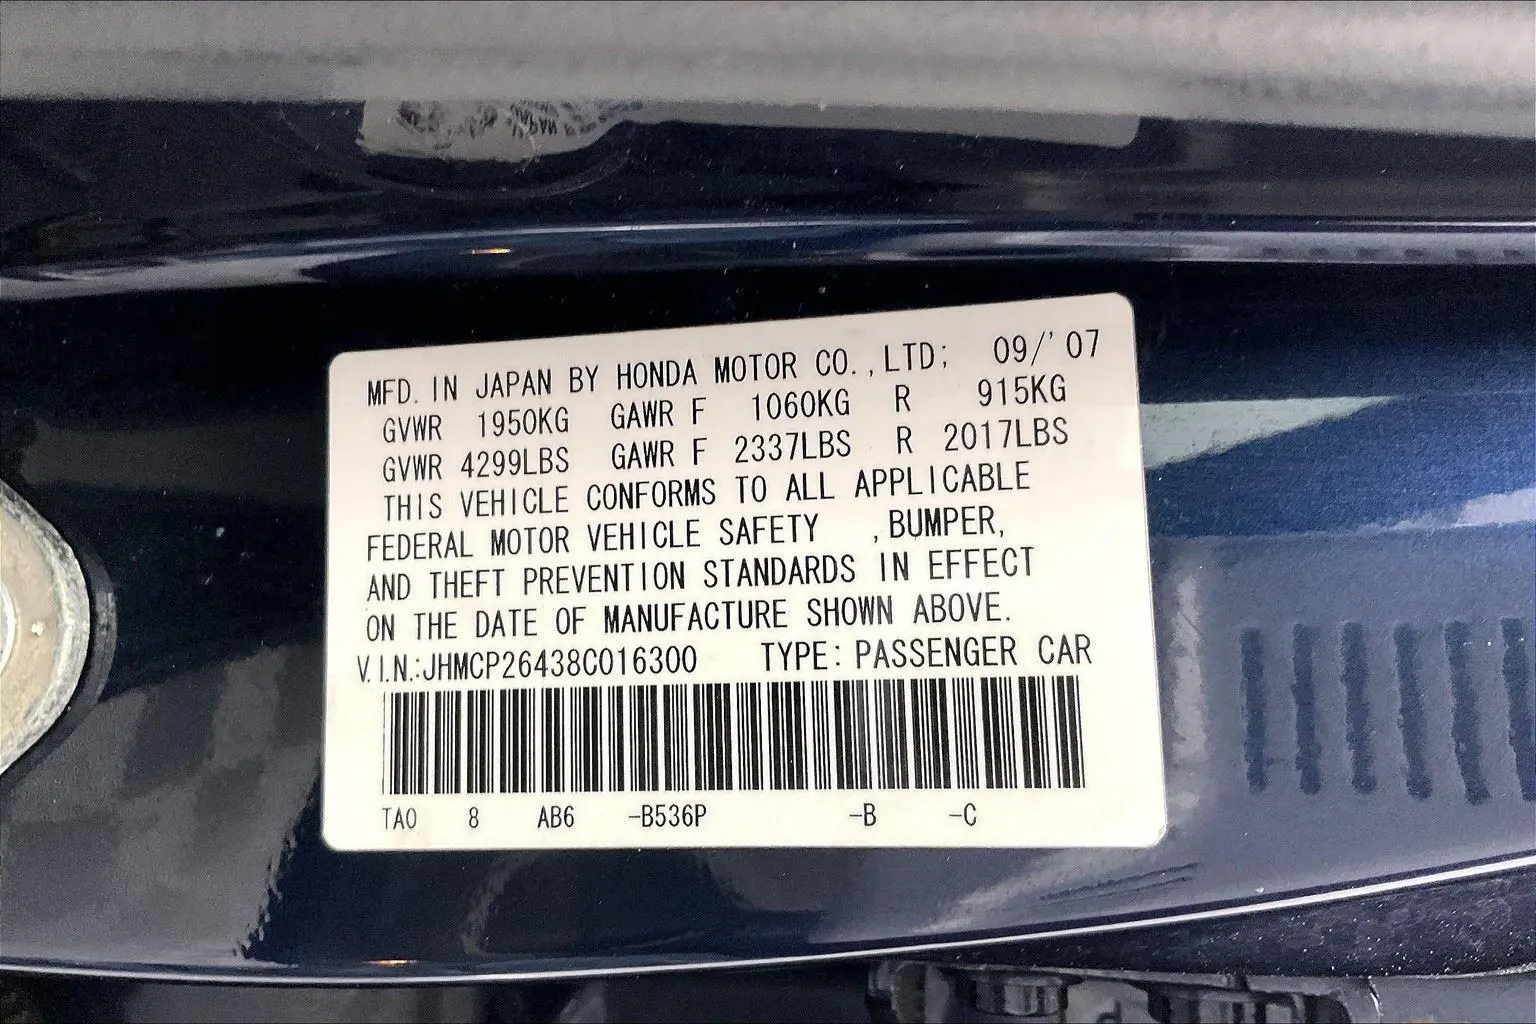 MFD. IN JAPAN BY HONDA MOTOR CO.,LTD; 09/'07
GVWR 1950KG GAWR F 1060KG R 915KG
GVWR 4299LBS GAWR F 2337LBS R 2017LBS
THIS VEHICLE CONFORMS TO ALL APPLICABLE
FEDERAL MOTOR VEHICLE SAFETY ,BUMPER,
AND THEFT PREVENTION STANDARDS IN EFFECT
ON THE DATE OF MANUFACTURE SHOWN ABOVE.
V.I.N.:JHMCP26438C016300 TYPE: PASSENGER CAR
TA0 8 AB6 -B536P -B -C